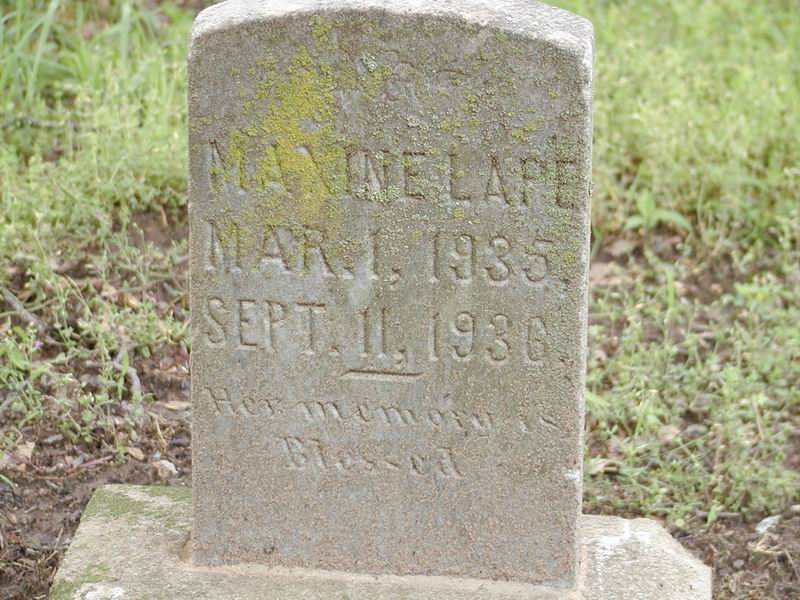 MAXINE LAPE
MAR. 1, 1935.
SEPT. 11, 1936.
Her memory is
Blessed